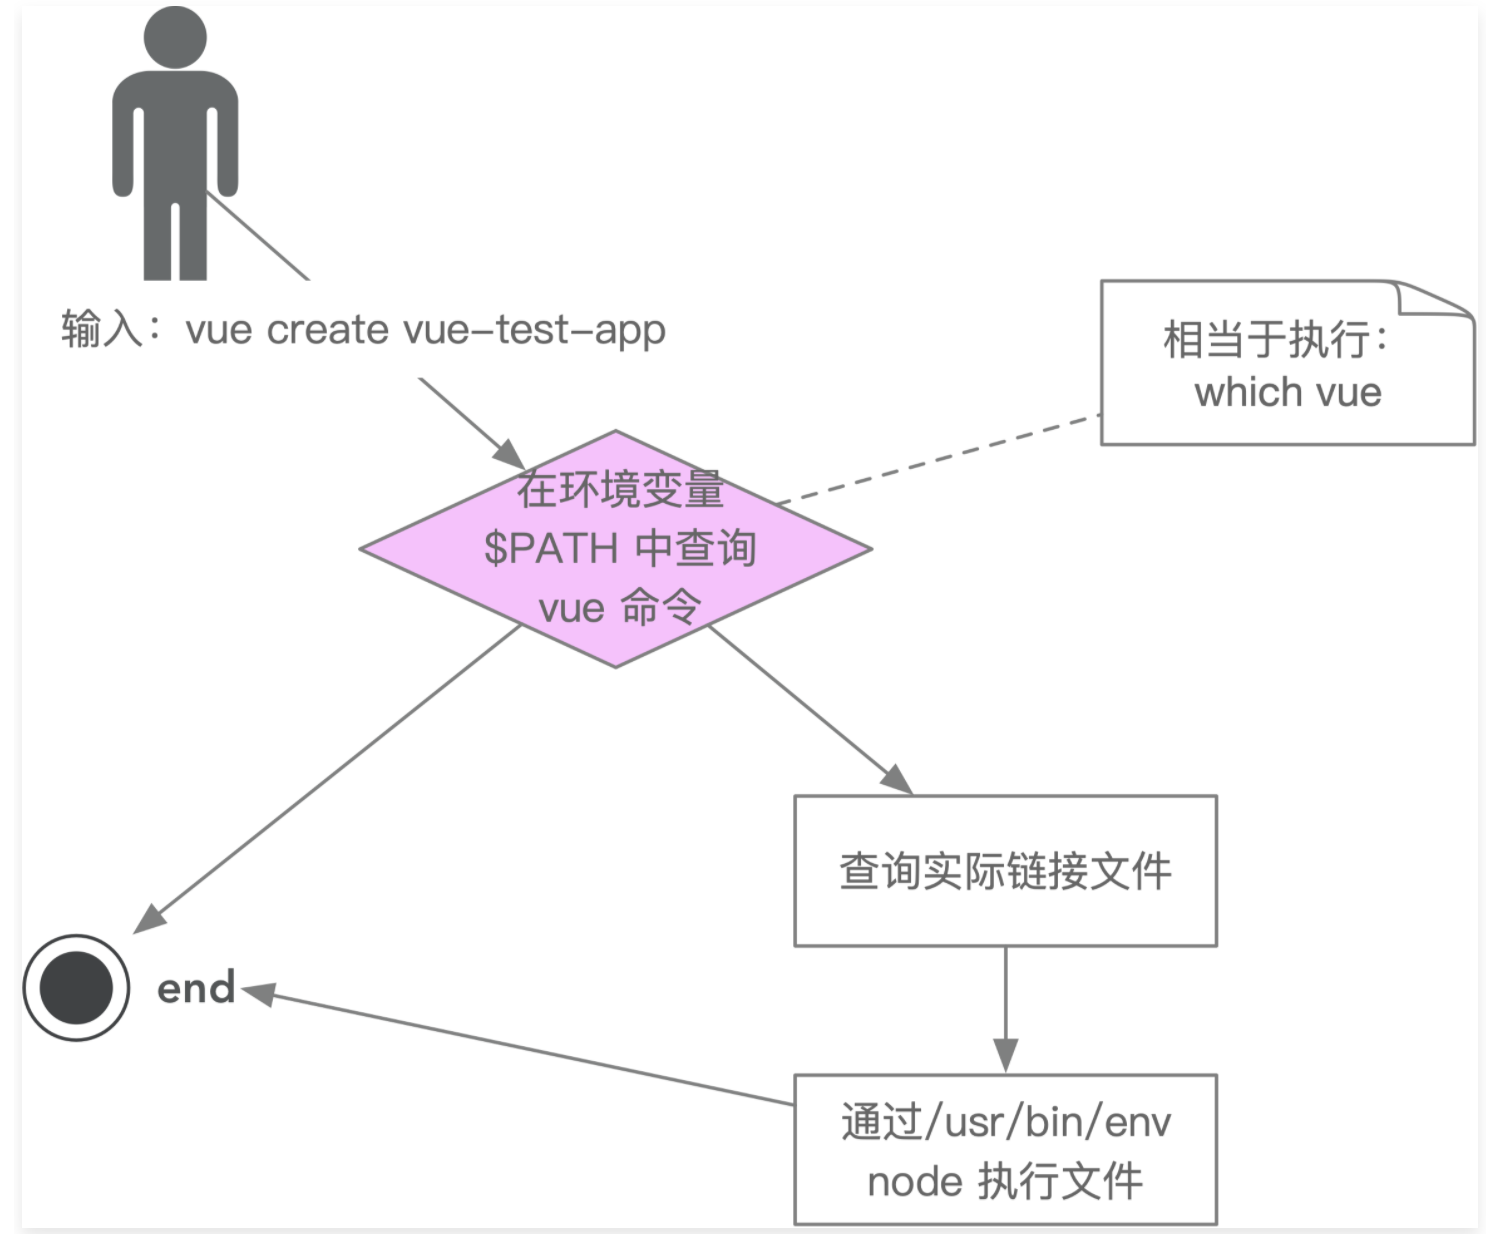 输入：vue create vue-test-app
相当于执行：
which vue
在环境变量
$PATH 中查询
vue 命令
查询实际链接文件
end
通过/usr/bin/env
node 执行文件